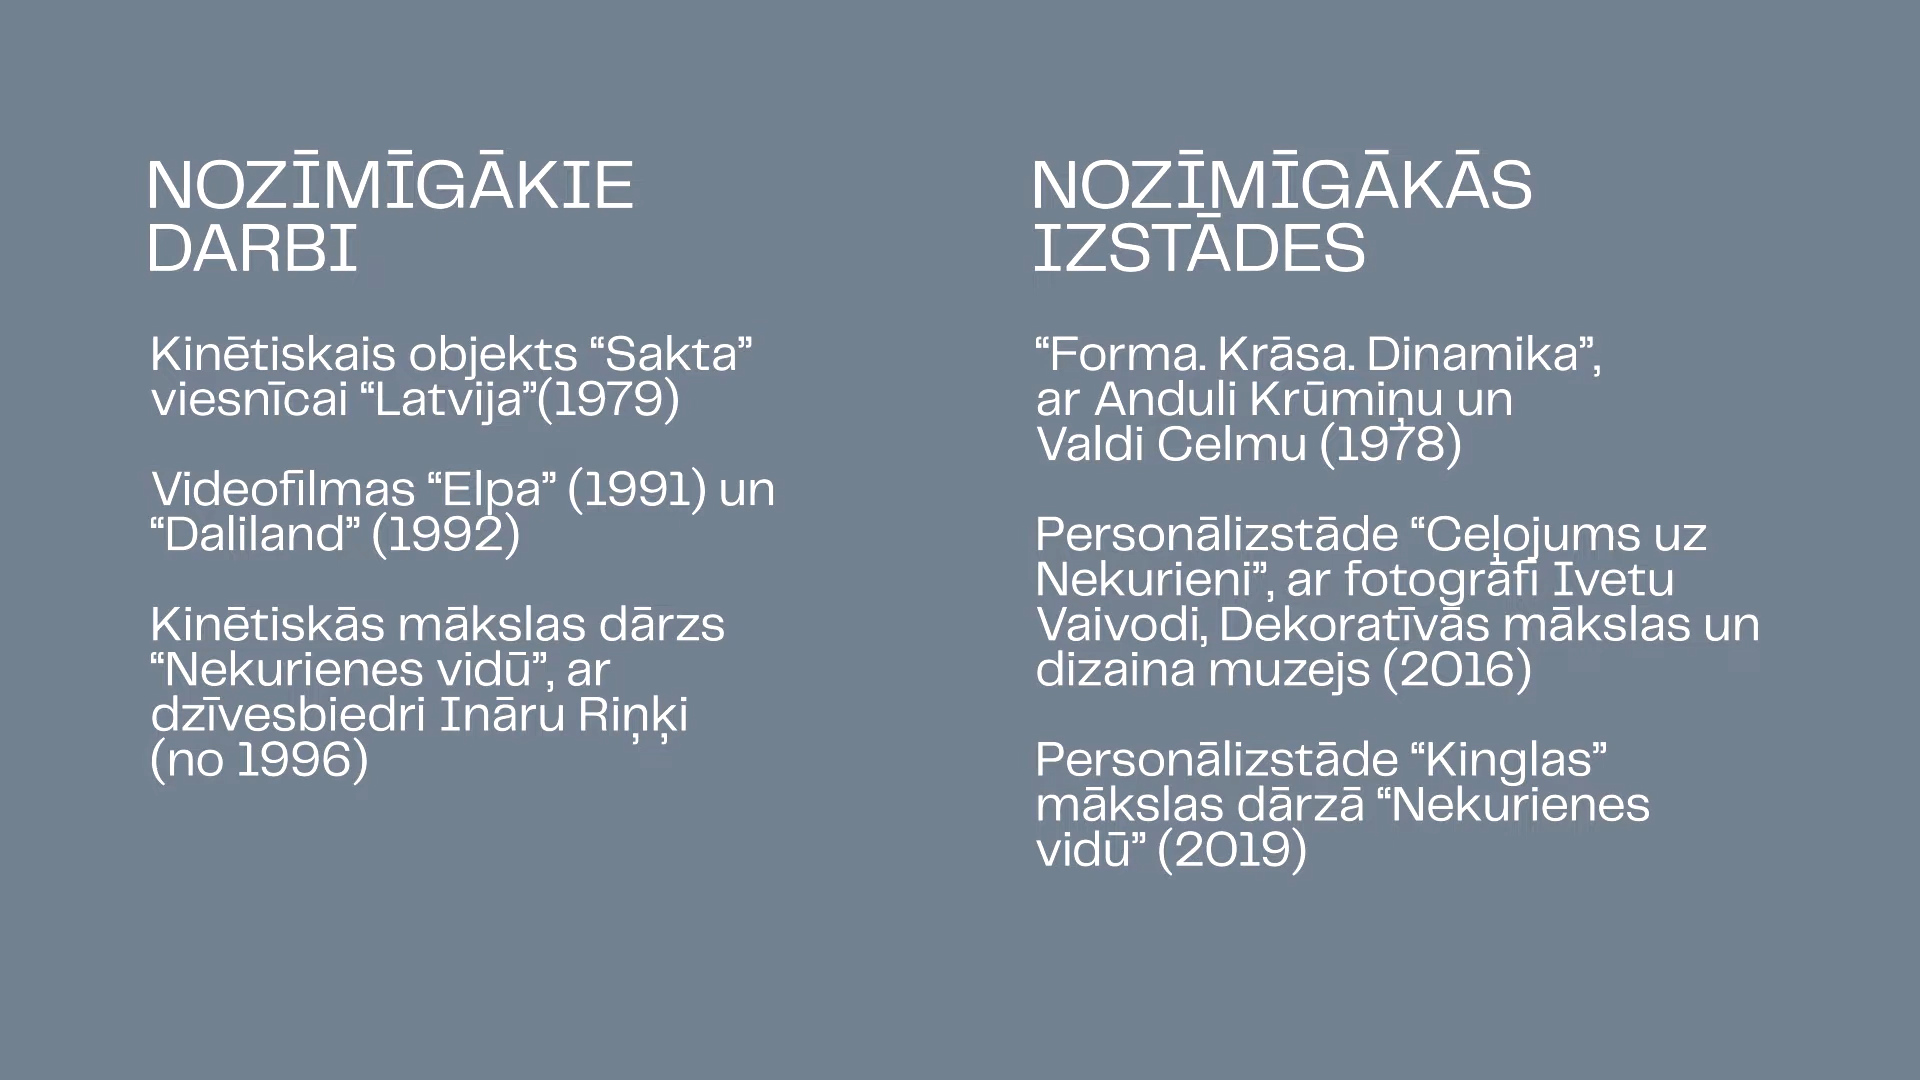 NOZĪMĪGĀKIE
DARBI
Kinētiskais objekts “Sakta”
viesnīcai “Latvija”(1979)
Videofilmas “Elpa” (1991) un
“Daliland” (1992)
Kinētiskās mākslas dārzs
“Nekurienes vidū”, ar
dzīvesbiedri Ināru Riņķi
(no 1996)
NOZĪMĪGĀKĀS
IZSTĀDES
“Forma. Krāsa. Dinamika”,
ar Anduli Krūmiņu un
Valdi Celmu (1978)
Personālizstāde “Ceļojums uz
Nekurieni”, ar fotogrāfi Ivetu
Vaivodi, Dekoratīvās mākslas un
dizaina muzejs (2016)
Personālizstāde “Kinglas”
mākslas dārzā “Nekurienes
vidū” (2019)